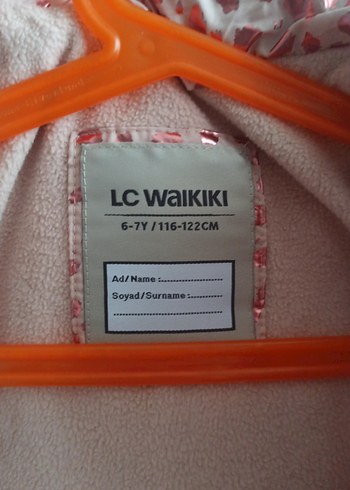 LC WAIKIKI
6-7Y / 116-122CM
Ad/Name :....................
Soyad/Surname :..........
....................................